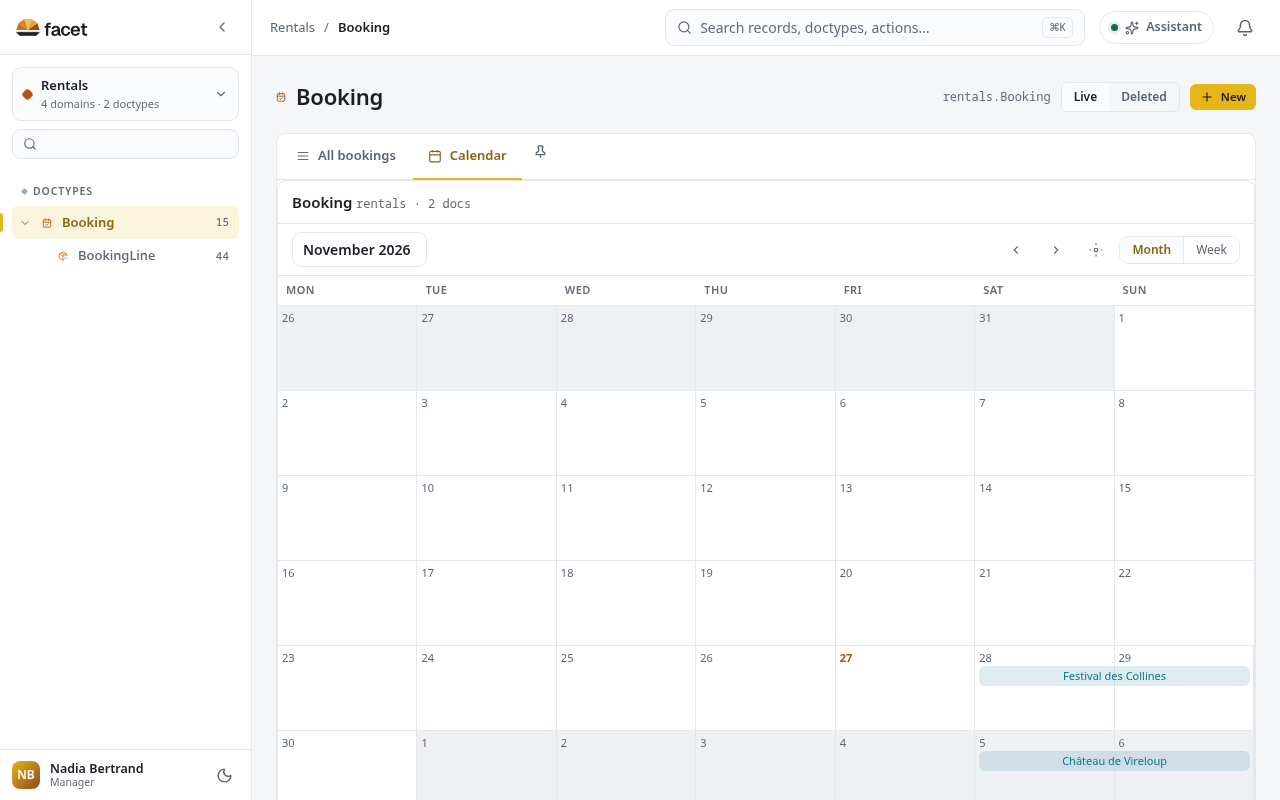 facet
Rentals / Booking
Search records, doctypes, actions...
⌘K
Assistant
Rentals
4 domains · 2 doctypes
DOCTYPES
Booking 15
BookingLine 44
Nadia Bertrand
Manager
NB
Booking
rentals.Booking
Live
Deleted
New
All bookings
Calendar
Booking rentals · 2 docs
November 2026
Month
Week
MON TUE WED THU FRI SAT SUN
26 27 28 29 30 31 1
2 3 4 5 6 7 8
9 10 11 12 13 14 15
16 17 18 19 20 21 22
23 24 25 26 27 28 29
Festival des Collines
30 1 2 3 4 5 6
Château de Vireloup